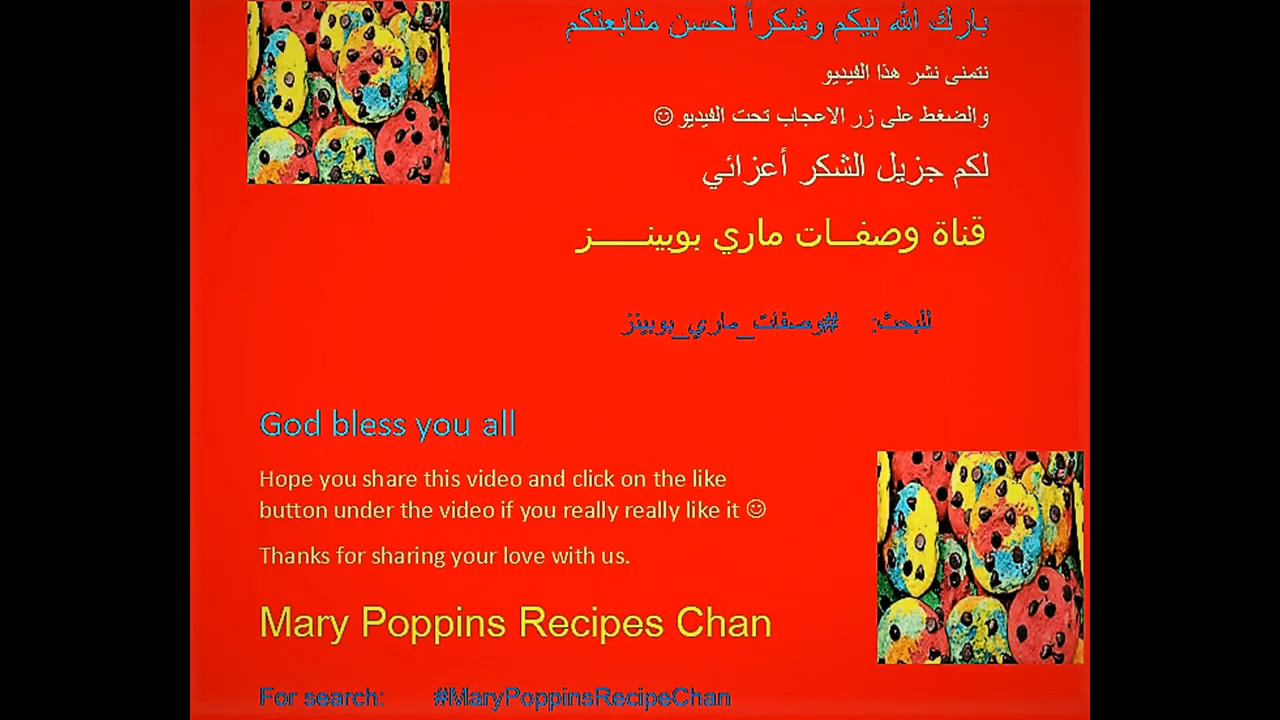 بارك الله بيكم وشكراً لحسن متابعتكم
نتمنى نشر هذا الفيديو
والضغط على زر الاعجاب تحت الفيديو ☺
لكم جزيل الشكر أعزائي
قناة وصفــات ماري بوبينــــــز
للبحث: #وصفات_ماري_بوبينز
God bless you all
Hope you share this video and click on the like
button under the video if you really really like it ☺
Thanks for sharing your love with us.
Mary Poppins Recipes Chan
For search: #MaryPoppinsRecipeChan